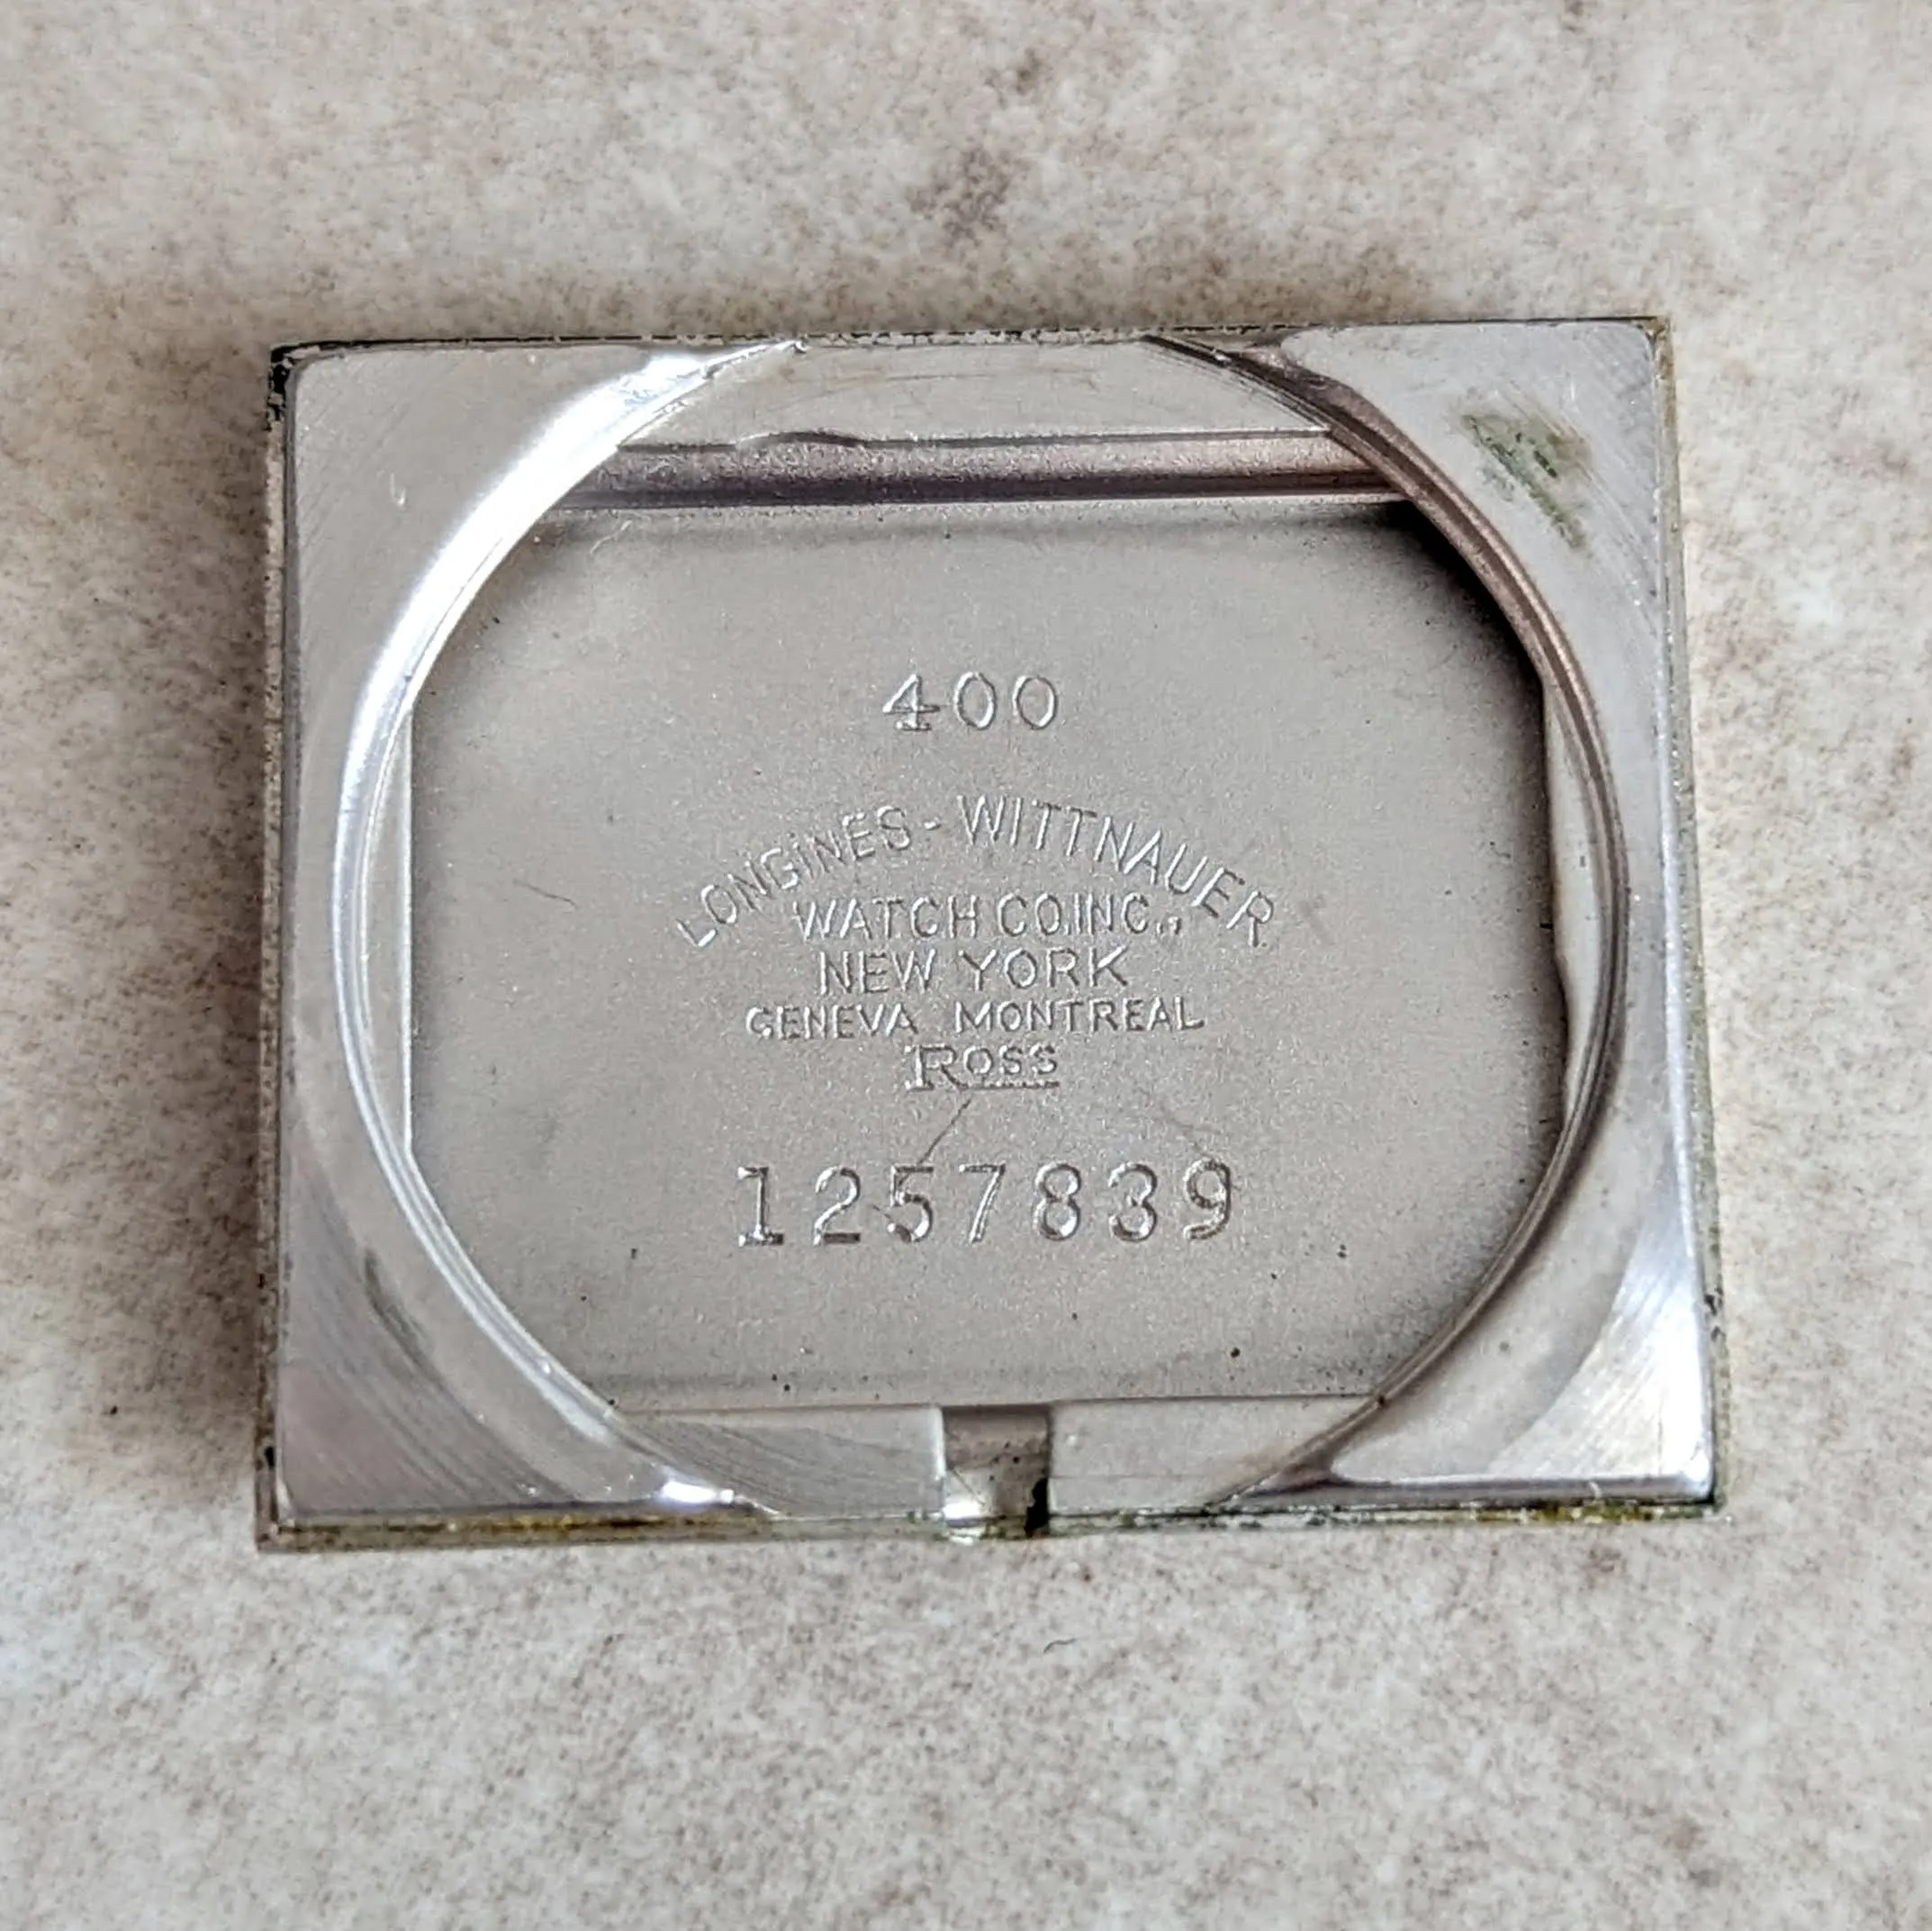 400
LONGINES - WITTNAUER
WATCH CO.INC.,
NEW YORK
GENEVA MONTREAL
ROSS
1257839